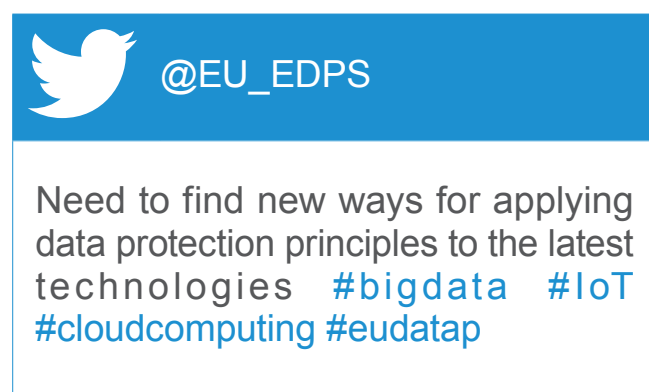 @EU_EDPS
Need to find new ways for applying
data protection principles to the latest
technologies #bigdata #IoT
#cloudcomputing #eudatap